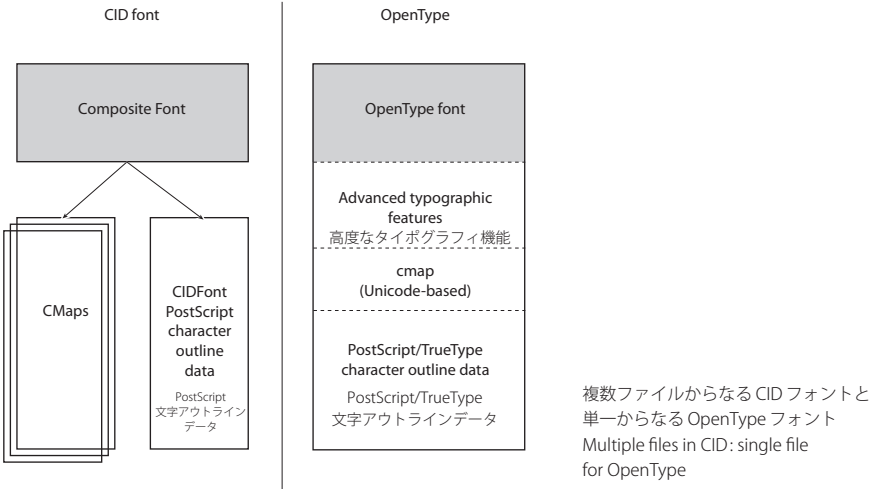 CID font
Composite Font
CMaps
CIDFont
PostScript
character
outline
data
PostScript
文字アウトライン
データ
OpenType
OpenType font
Advanced typographic
features
高度なタイポグラフィ機能
cmap
(Unicode-based)
PostScript/TrueType
character outline data
PostScript/TrueType
文字アウトラインデータ
複数ファイルからなる CID フォントと
単一からなる OpenType フォント
Multiple files in CID: single file
for OpenType